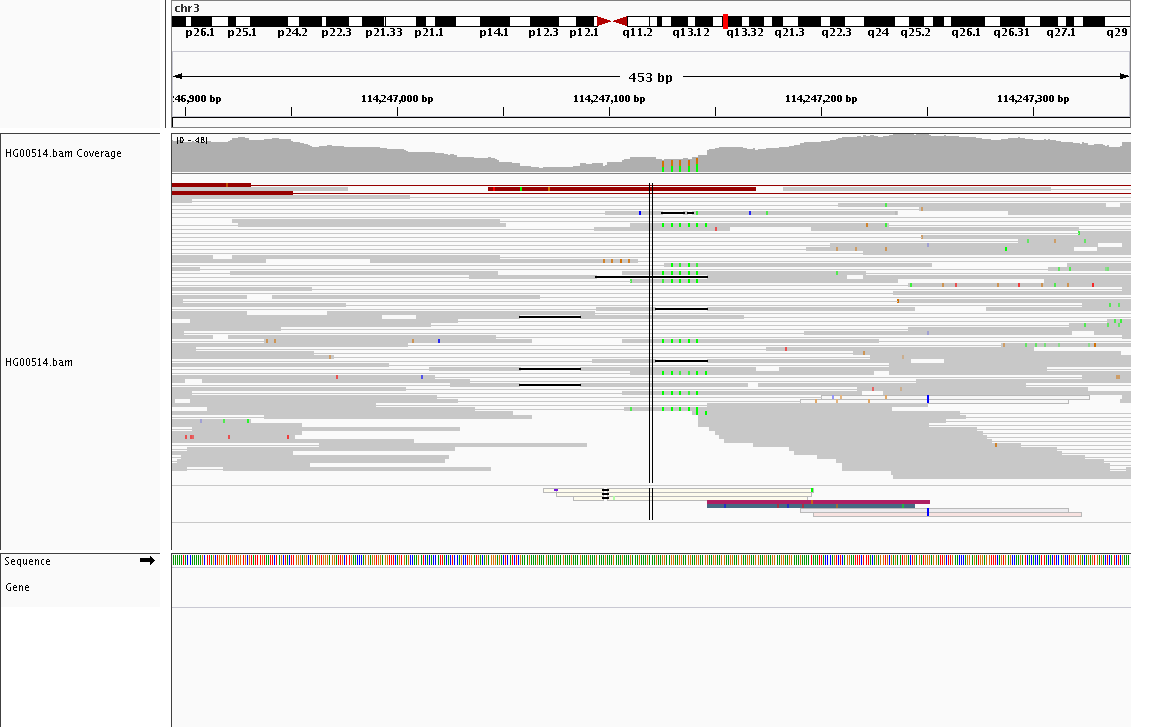 chr3
p26.1 p25.1 p24.2 p22.3 p21.33 p21.1 p14.1 p12.3 p12.1 q11.2 q13.12 q13.32 q21.3 q22.3 q24 q25.2 q26.1 q26.31 q27.1 q29
453 bp
246,900 bp 114,247,000 bp 114,247,100 bp 114,247,200 bp 114,247,300 bp
HG00514.bam Coverage
[0 - 48]
HG00514.bam
Sequence
Gene